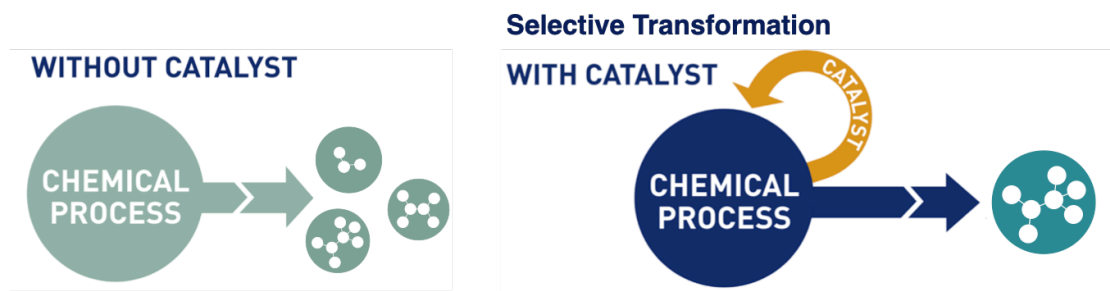 Selective Transformation
WITHOUT CATALYST
CHEMICAL
PROCESS
WITH CATALYST
CATALYST
CHEMICAL
PROCESS